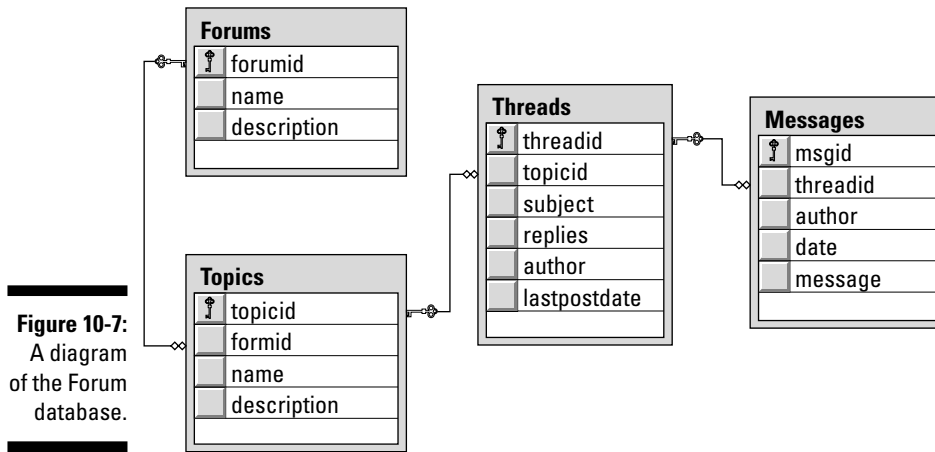 Forums
forumid
name
description
Topics
topicid
formid
name
description
Threads
threadid
topicid
subject
replies
author
lastpostdate
Messages
msgid
threadid
author
date
message
Figure 10-7:
A diagram
of the Forum
database.